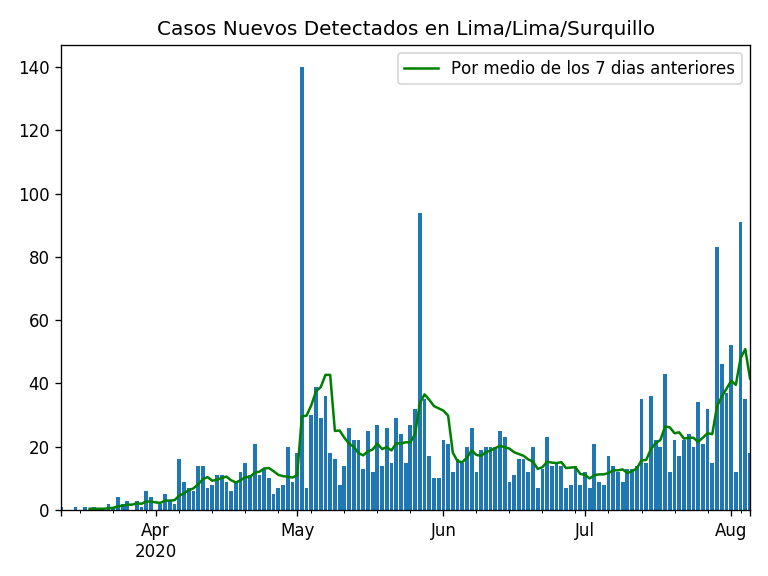 Casos Nuevos Detectados en Lima/Lima/Surquillo
Por medio de los 7 dias anteriores
140
120
100
80
60
40
20
0
Apr
2020
May
Jun
Jul
Aug